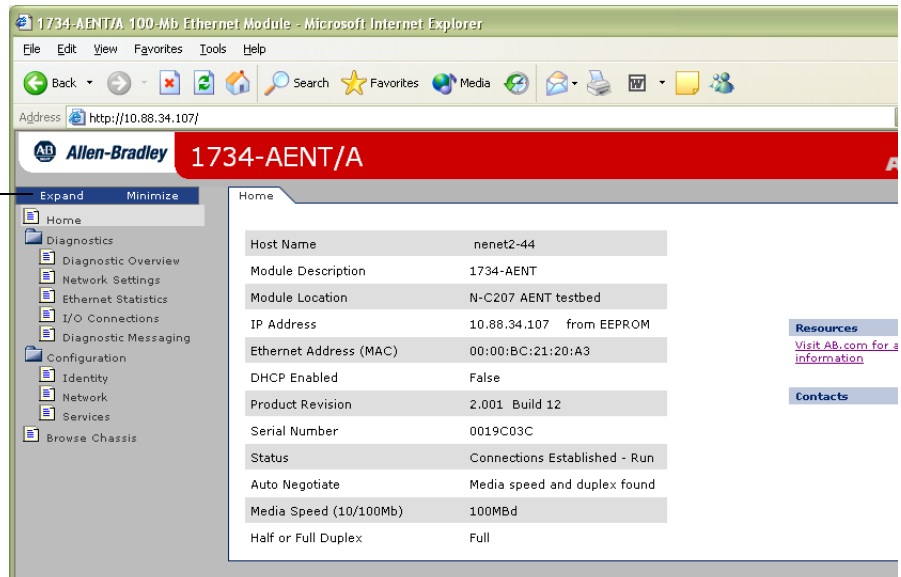 1734-AENT/A 100-Mb Ethernet Module - Microsoft Internet Explorer
File Edit View Favorites Tools Help
Back Search Favorites Media
Address http://10.88.34.107/
AB Allen-Bradley 1734-AENT/A
Expand Minimize
Home
Diagnostics
Diagnostic Overview
Network Settings
Ethernet Statistics
I/O Connections
Diagnostic Messaging
Configuration
Identity
Network
Services
Browse Chassis
Home
Host Name nenet2-44
Module Description 1734-AENT
Module Location N-C207 AENT testbed
IP Address 10.88.34.107 from EEPROM
Ethernet Address (MAC) 00:00:BC:21:20:A3
DHCP Enabled False
Product Revision 2.001 Build 12
Serial Number 0019C03C
Status Connections Established - Run
Auto Negotiate Media speed and duplex found
Media Speed (10/100Mb) 100MBd
Half or Full Duplex Full
Resources
Visit AB.com for a
information
Contacts